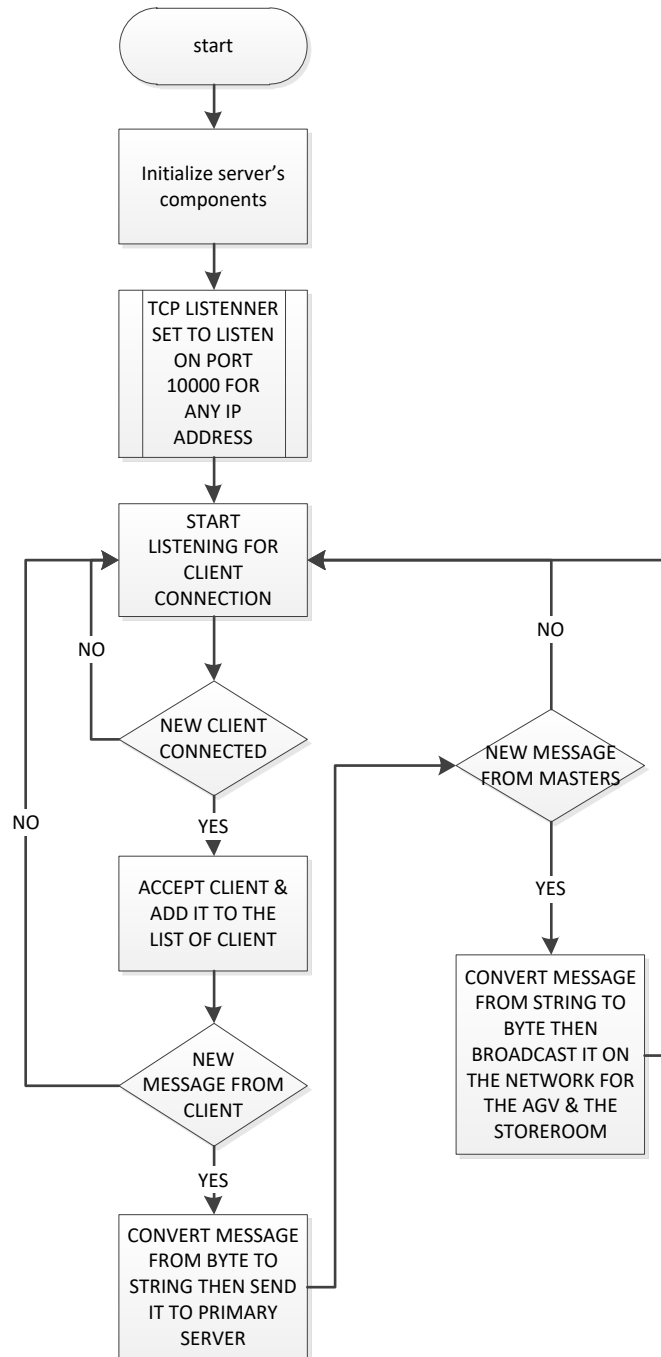 start
Initialize server's
components
TCP LISTENNER
SET TO LISTEN
ON PORT
10000 FOR
ANY IP
ADDRESS
START
LISTENING FOR
CLIENT
CONNECTION
NO
NO
NEW CLIENT
CONNECTED
NEW MESSAGE
FROM MASTERS
NO
YES
YES
ACCEPT CLIENT &
ADD IT TO THE
LIST OF CLIENT
CONVERT MESSAGE
FROM STRING TO
BYTE THEN
BROADCAST IT ON
THE NETWORK FOR
THE AGV & THE
STOREROOM
NEW
MESSAGE FROM
CLIENT
YES
CONVERT MESSAGE
FROM BYTE TO
STRING THEN SEND
IT TO PRIMARY
SERVER